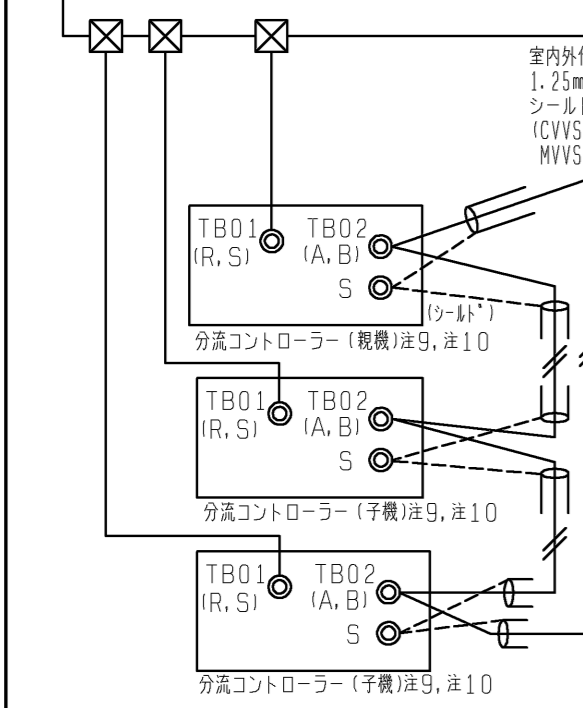 室内外
1.25mm
シール
(CVVS
MVVS
TB01 TB02
(R,S) (A,B)
S
(シールド)
分流コントローラー(親機)注9,注10
TB01 TB02
(R,S) (A,B)
S
分流コントローラー(子機)注9,注10
TB01 TB02
(R,S) (A,B)
S
分流コントローラー(子機)注9,注10